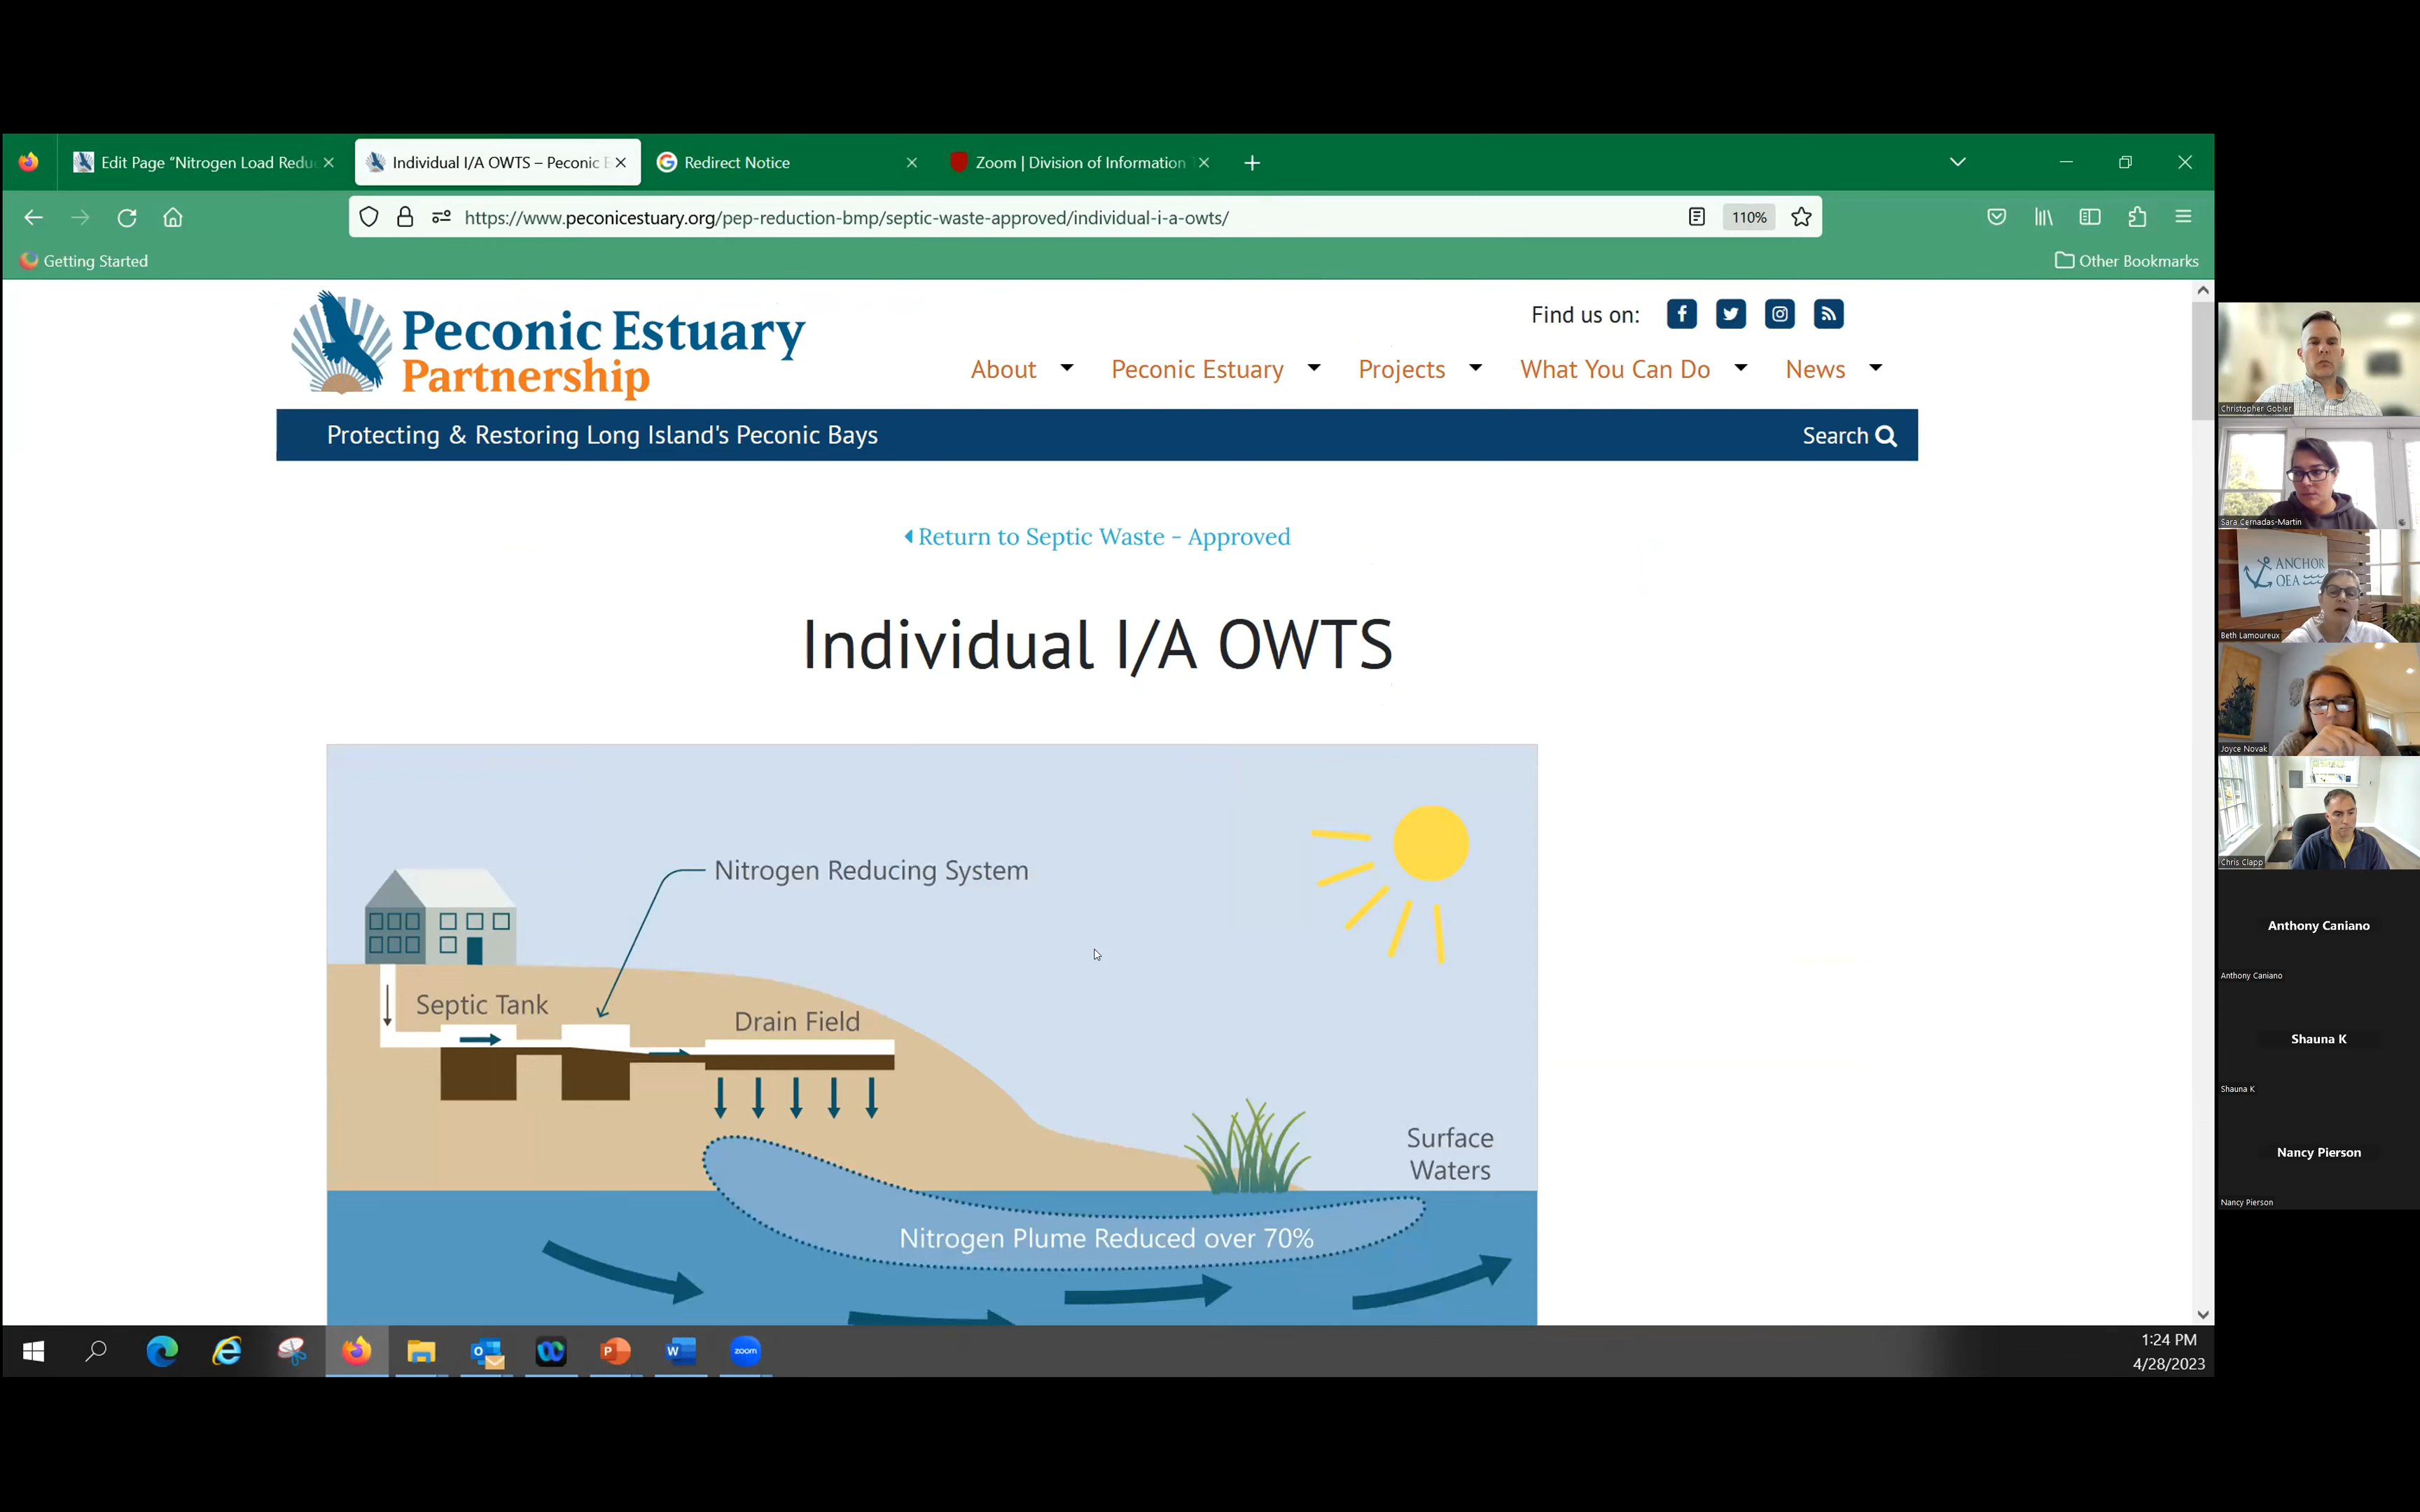 Edit Page “Nitrogen Load Reduc
Individual I/A OWTS – Peconic E
Redirect Notice
Zoom | Division of Information T
https://www.peconicestuary.org/pep-reduction-bmp/septic-waste-approved/individual-i-a-owts/
110%
Getting Started
Other Bookmarks
Peconic Estuary
Partnership
Find us on:
About
Peconic Estuary
Projects
What You Can Do
News
Protecting & Restoring Long Island's Peconic Bays
Search
Return to Septic Waste - Approved
Individual I/A OWTS
Nitrogen Reducing System
Septic Tank
Drain Field
Surface
Waters
Nitrogen Plume Reduced over 70%
zoom
1:24 PM
4/28/2023
Christopher Gobler
Sara Cernadas-Martin
ANCHOR
QEA
Beth Lamoureux
Joyce Novak
Chris Clapp
Anthony Caniano
Anthony Caniano
Shauna K
Shauna K
Nancy Pierson
Nancy Pierson